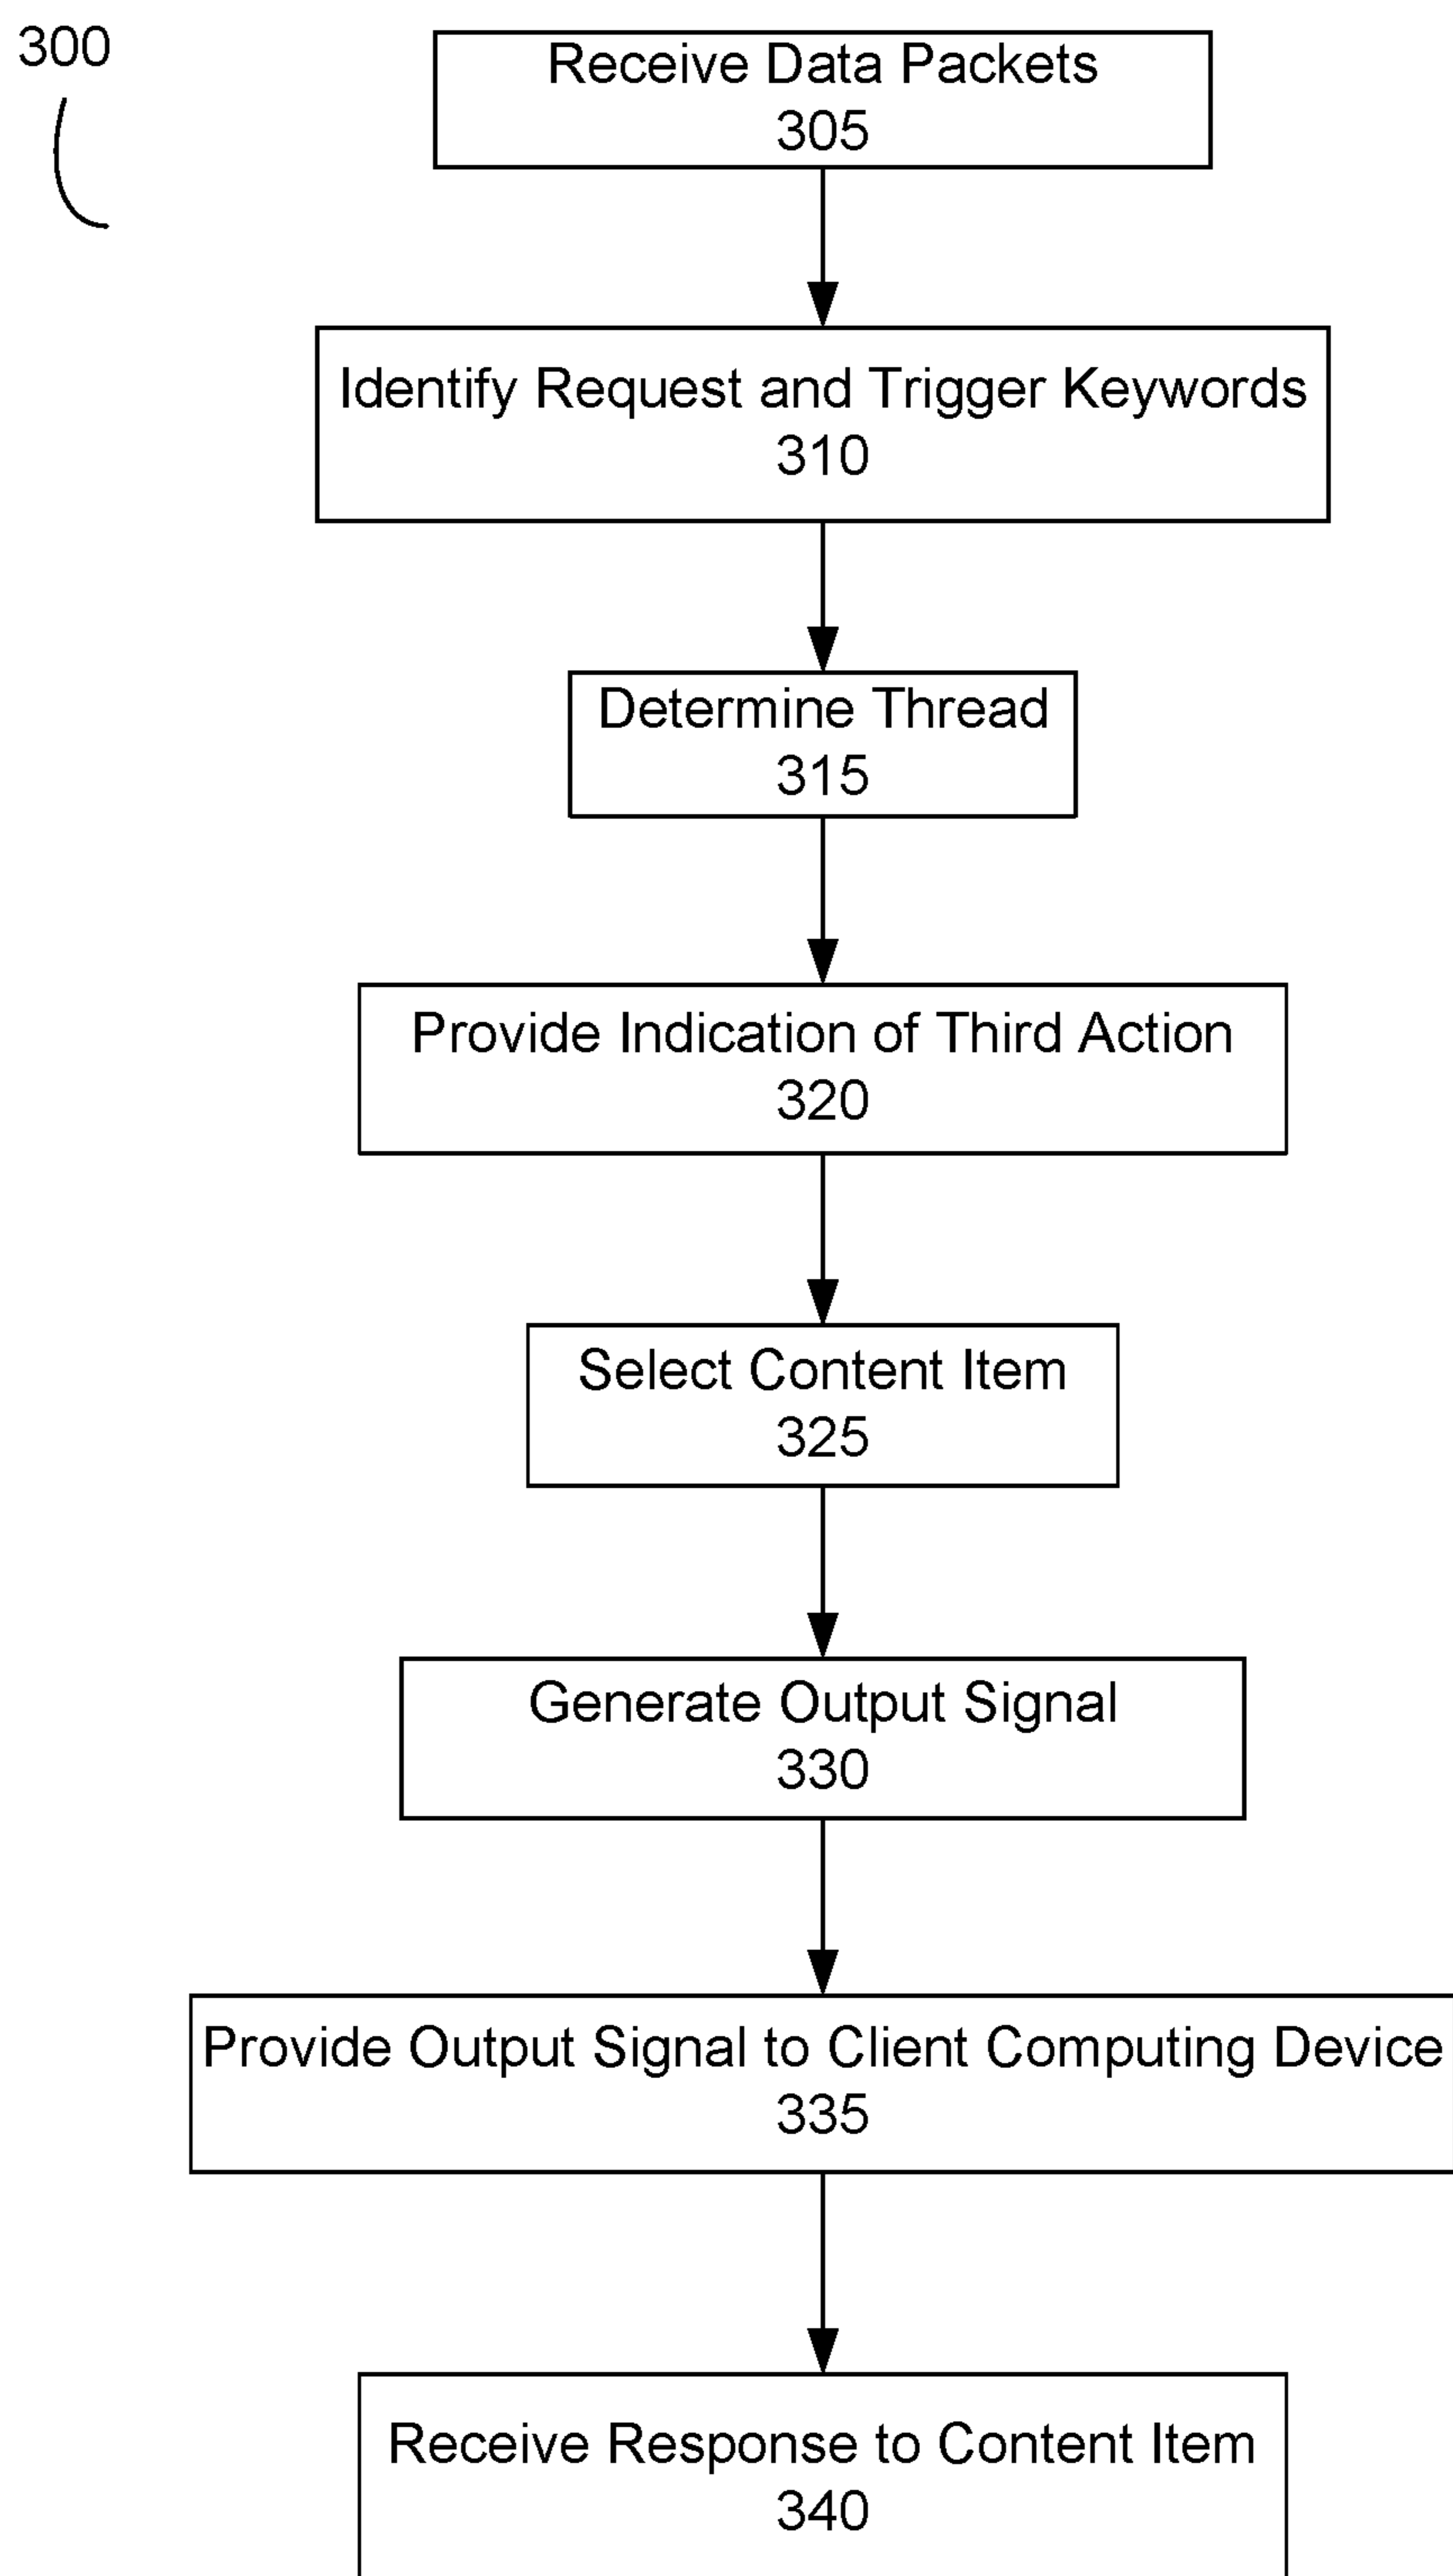 300
Receive Data Packets
305
Identify Request and Trigger Keywords
310
Determine Thread
315
Provide Indication of Third Action
320
Select Content Item
325
Generate Output Signal
330
Provide Output Signal to Client Computing Device
335
Receive Response to Content Item
340